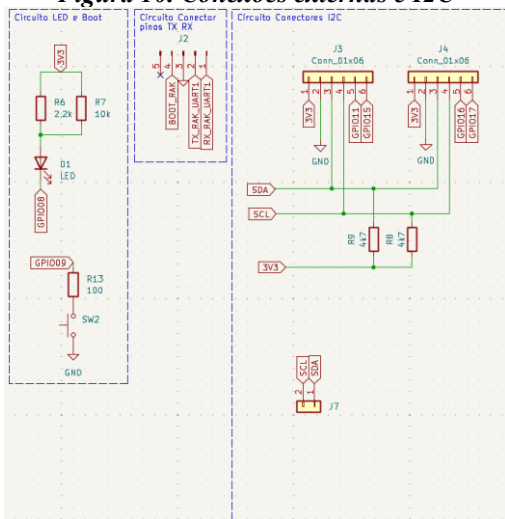 Figura 10. Conexões externas e I2C
Circuito LED e Boot
3V3
R6
2,2k
R7
10k
D1
LED
GPIO08
GPIO09
R13
100
SW2
GND
Circuito Conector
pinos TX RX
J2
5
4
3
2
1
BOOT_RAK
TX_RAK_UART1
RX_RAK_UART1
Circuito Conectores I2C
J3
Conn_01x06
1
2
3
4
5
6
3V3
GPIO11
GPIO15
GND
J4
Conn_01x06
1
2
3
4
5
6
3V3
GPIO16
GPIO17
GND
SDA
SCL
R9
4k7
R8
4k7
3V3
SCL
SDA
2
1
J7